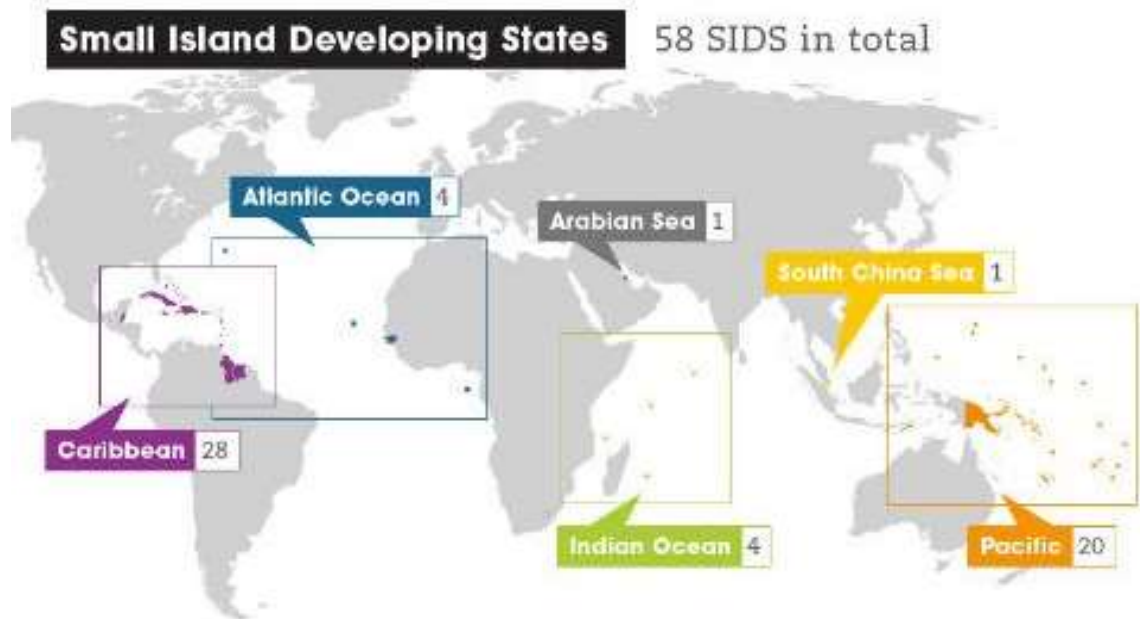 Small Island Developing States 58 SIDS in total
Atlantic Ocean 4
Arabian Sea 1
South China Sea 1
Caribbean 28
Indian Ocean 4
Pacific 20